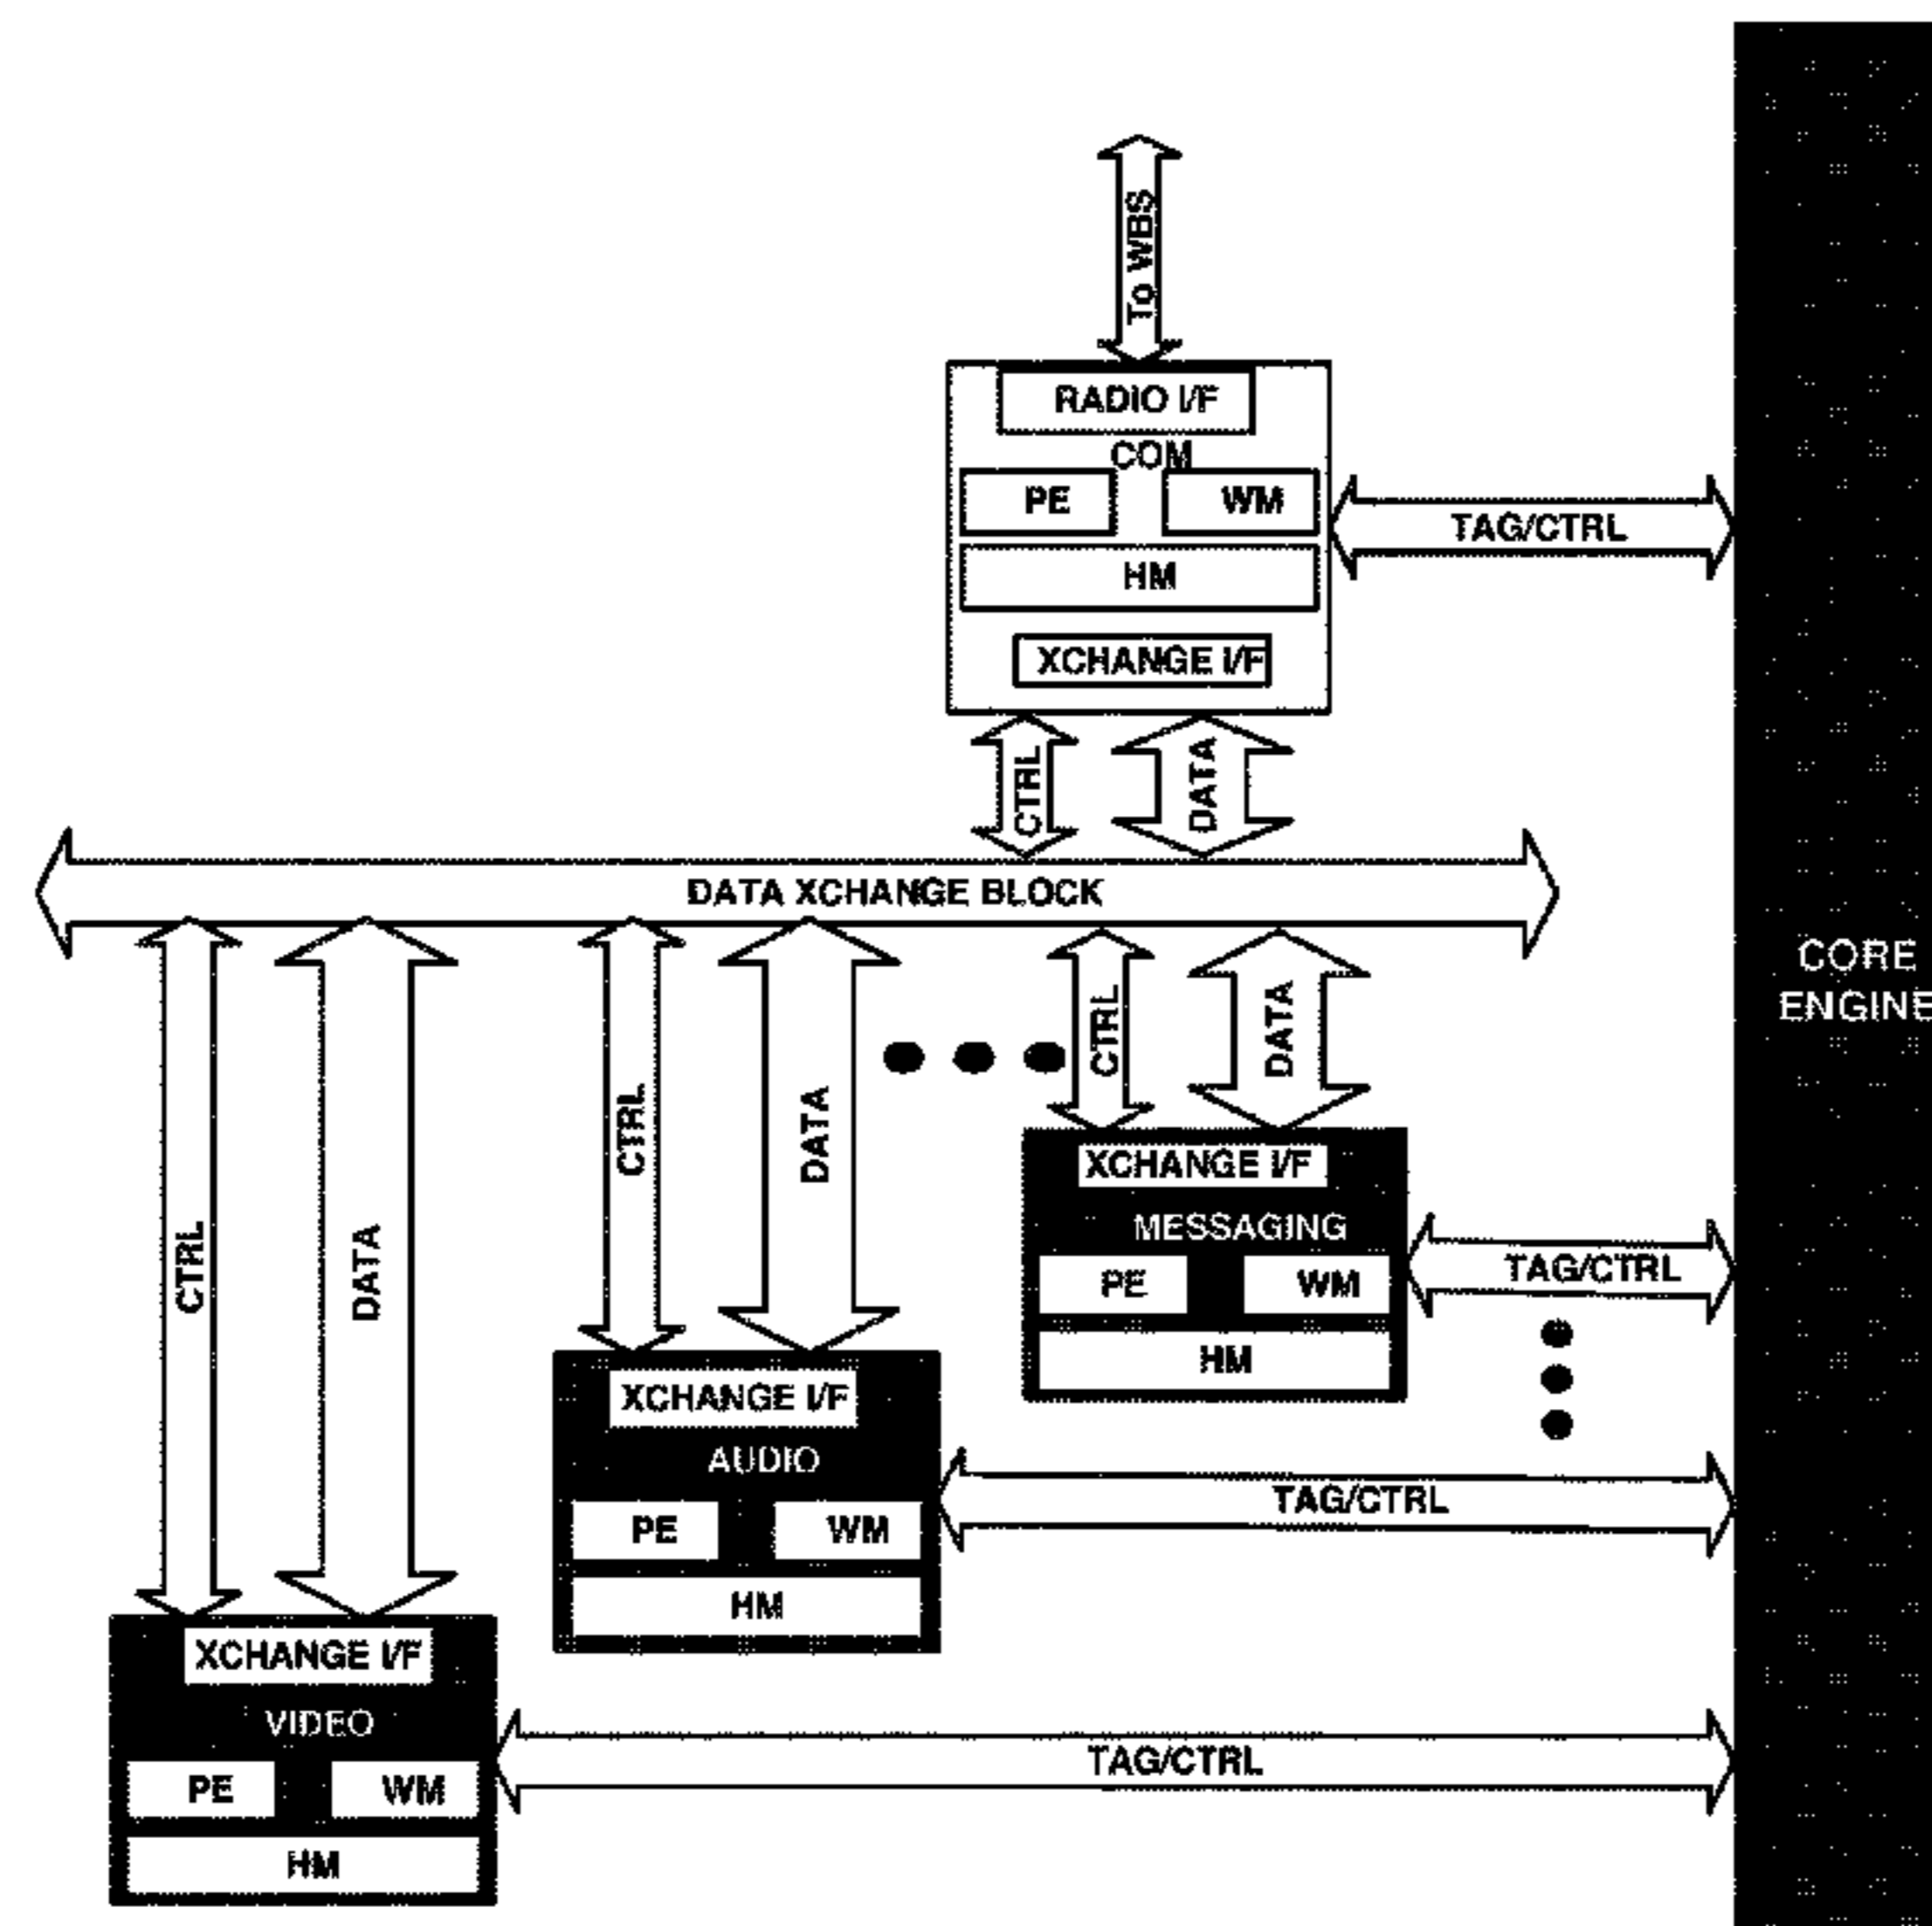 To WBS
RADIO I/F
COM
PE
WM
HM
XCHANGE I/F
TAG/CTRL
CTRL
DATA
DATA XCHANGE BLOCK
CORE
ENGINE
CTRL
DATA
CTRL
DATA
CTRL
DATA
XCHANGE I/F
MESSAGING
PE
WM
HM
TAG/CTRL
XCHANGE I/F
AUDIO
PE
WM
HM
TAG/CTRL
XCHANGE I/F
VIDEO
PE
WM
HM
TAG/CTRL